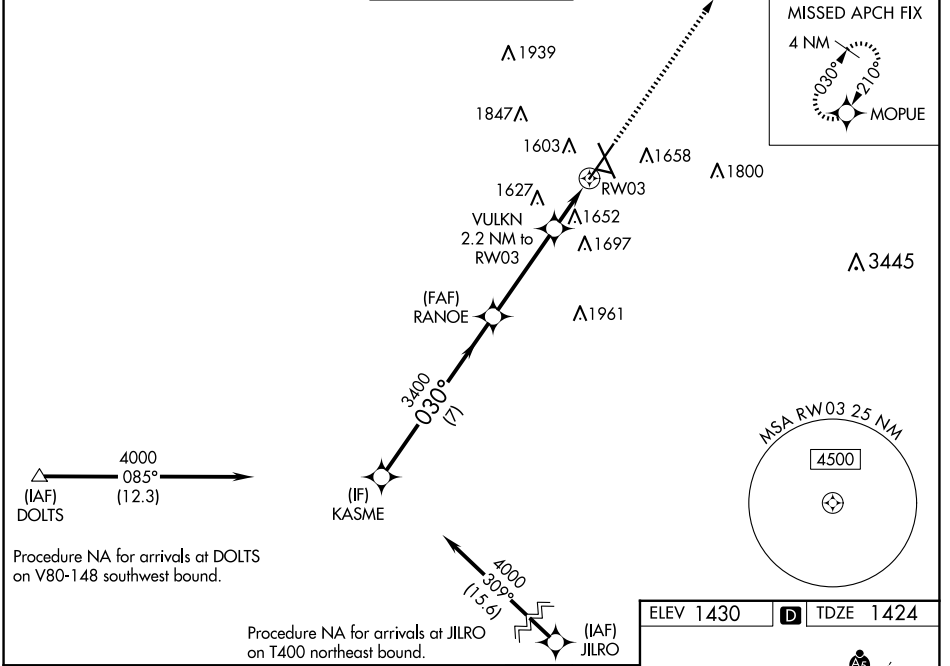 MISSED APCH FIX
4 NM
030°
210°
MOPUE
1939
1847
1603
1658
1800
RW03
1627
VULKN
2.2 NM to
RW03
1652
1697
3445
(FAF)
RANOE
1961
3400
030°
(7)
MSA RW03 25 NM
4500
4000
085°
(12.3)
(IAF)
DOLTS
(IF)
KASME
Procedure NA for arrivals at DOLTS
on V80-148 southwest bound.
4000
309°
(15.6)
(IAF)
JILRO
Procedure NA for arrivals at JILRO
on T400 northeast bound.
ELEV 1430 D TDZE 1424
A5